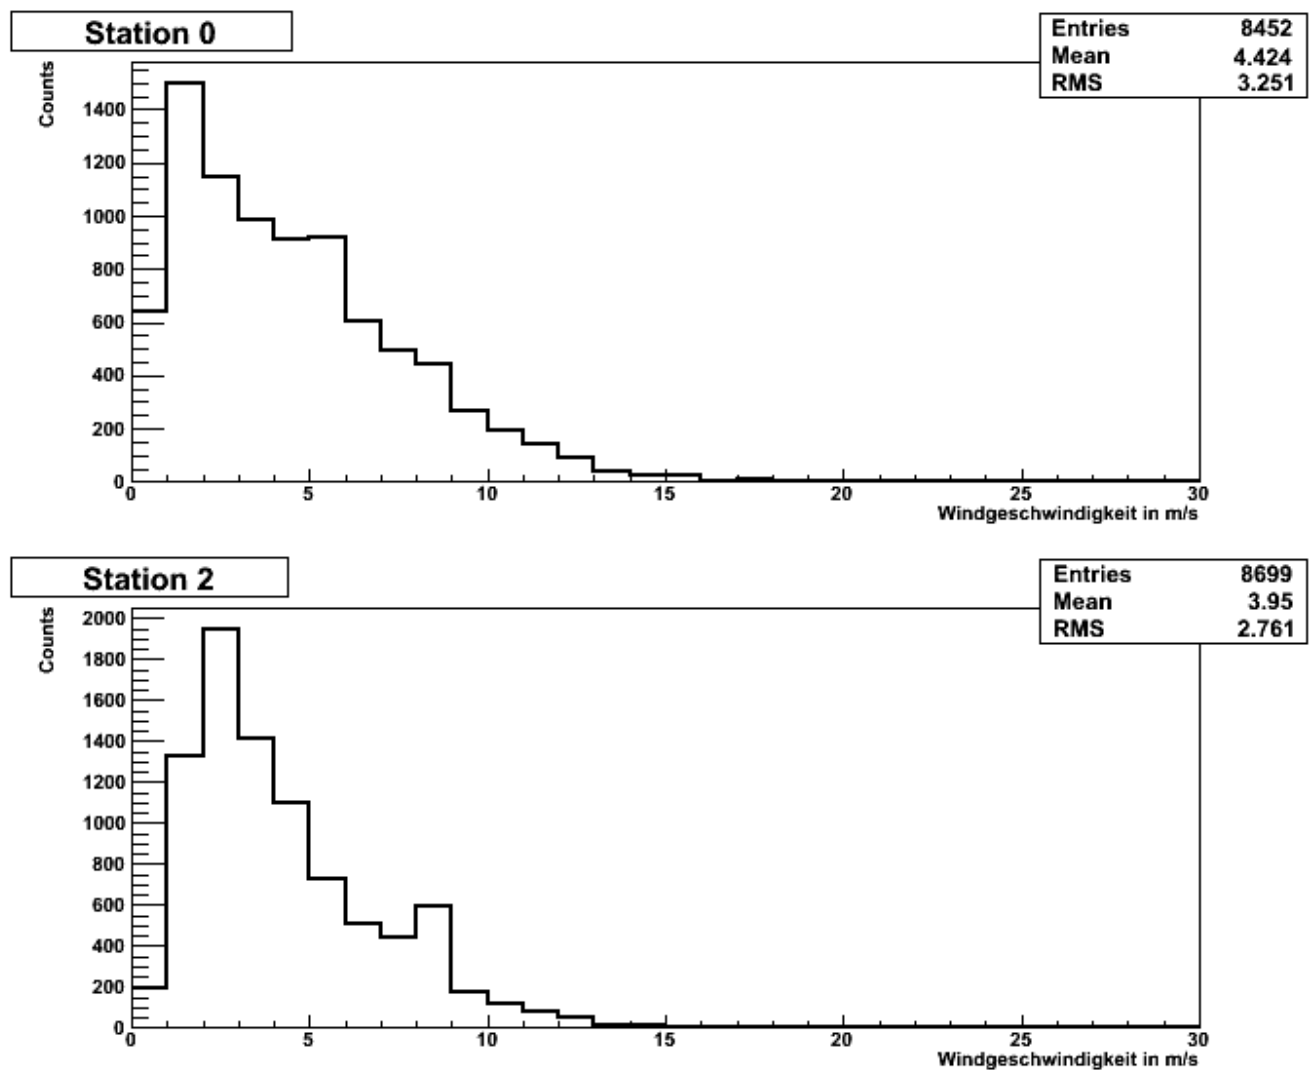 Station 0
Entries 8452
Mean 4.424
RMS 3.251
Counts
1400
1200
1000
800
600
400
200
0
0 5 10 15 20 25 30
Windgeschwindigkeit in m/s
Station 2
Entries 8699
Mean 3.95
RMS 2.761
Counts
2000
1800
1600
1400
1200
1000
800
600
400
200
0
0 5 10 15 20 25 30
Windgeschwindigkeit in m/s